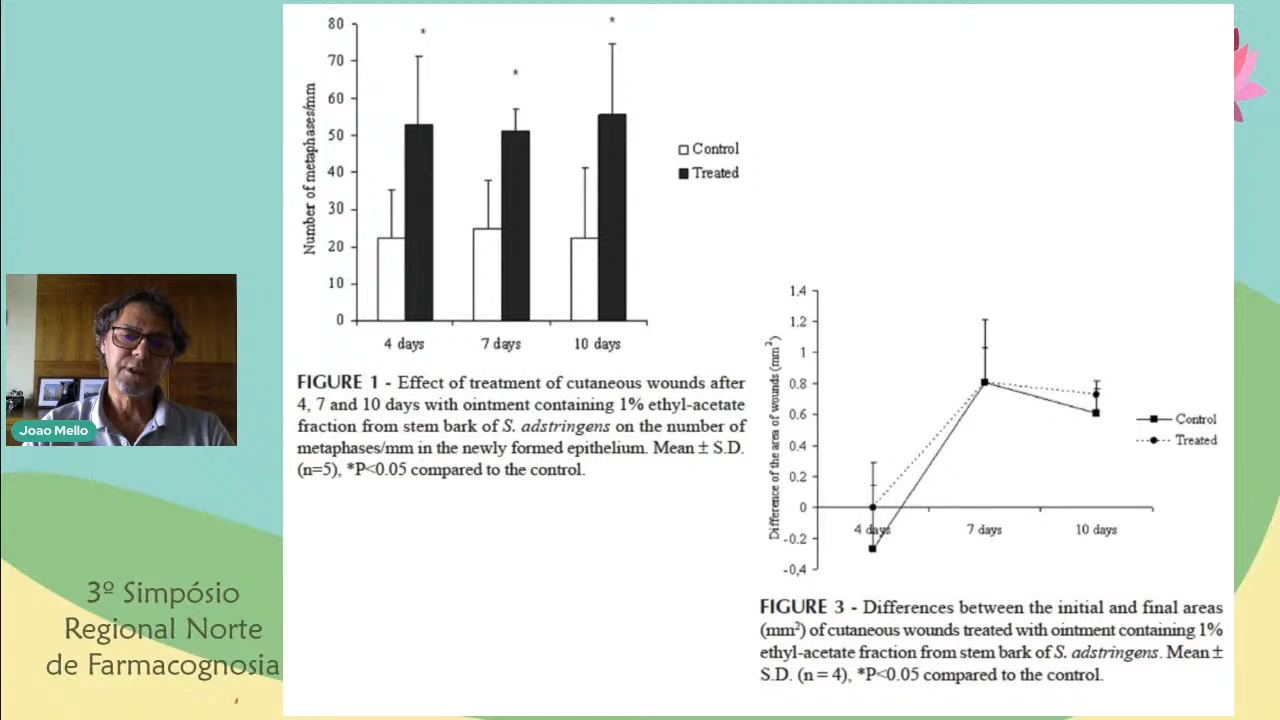 80
70
60
50
40
30
20
10
0
Number of metaphases/mm
*
*
*
4 days
7 days
10 days
Control
Treated
FIGURE 1 - Effect of treatment of cutaneous wounds after
4, 7 and 10 days with ointment containing 1% ethyl-acetate
fraction from stem bark of S. adstringens on the number of
metaphases/mm in the newly formed epithelium. Mean ± S.D.
(n=5), *P<0.05 compared to the control.
Joao Mello
3º Simpósio
Regional Norte
de Farmacognosia
1.4
1.2
1
0.8
0.6
0.4
0.2
0
-0.2
-0,4
Difference of the area of wounds (mm²)
4 days
7 days
10 days
Control
Treated
FIGURE 3 - Differences between the initial and final areas
(mm²) of cutaneous wounds treated with ointment containing 1%
ethyl-acetate fraction from stem bark of S. adstringens. Mean ±
S.D. (n = 4), *P<0.05 compared to the control.